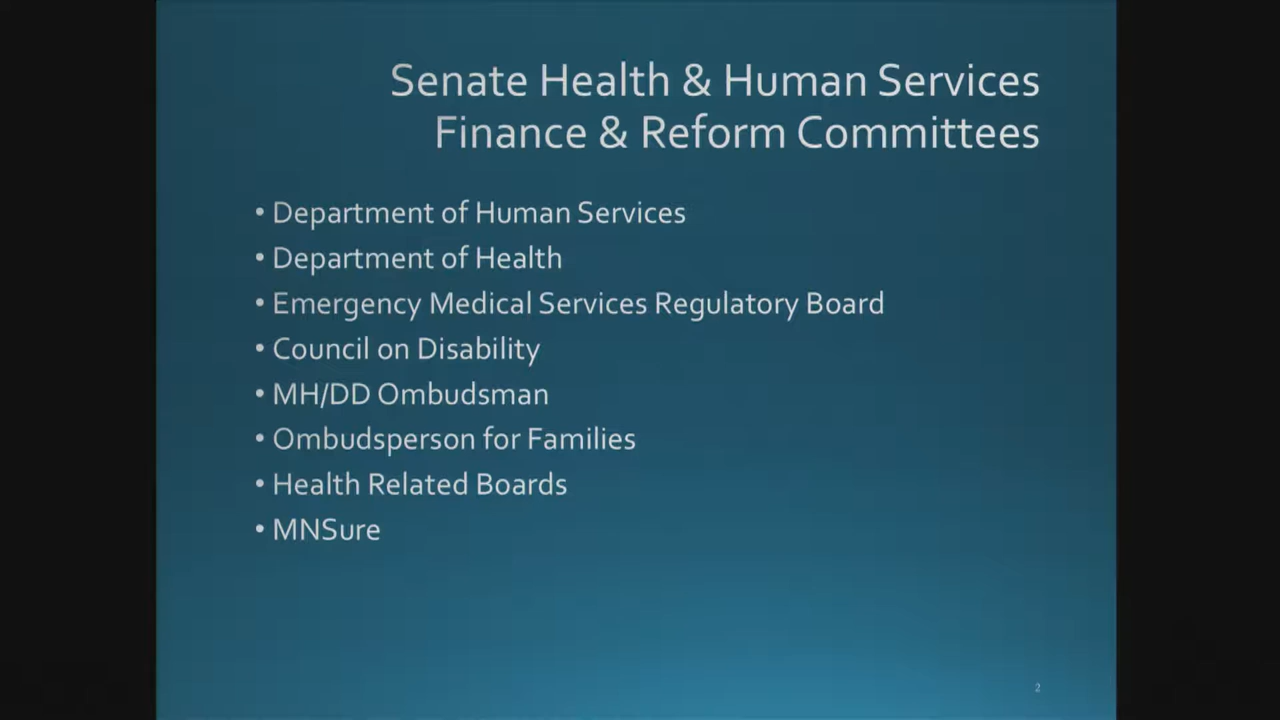 Senate Health & Human Services
Finance & Reform Committees
• Department of Human Services
• Department of Health
• Emergency Medical Services Regulatory Board
• Council on Disability
• MH/DD Ombudsman
• Ombudsperson for Families
• Health Related Boards
• MNSure
2